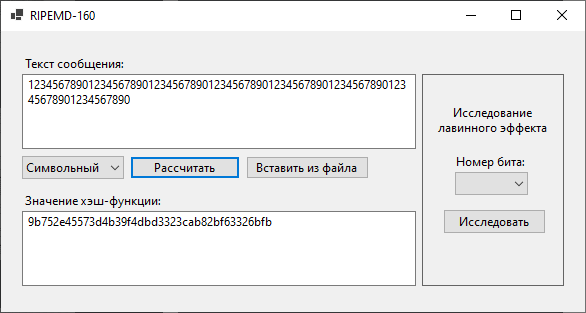 RIPEMD-160
Текст сообщения:
123456789012345678901234567890123456789012345678901234567890123
45678901234567890
Символьный
Рассчитать
Вставить из файла
Значение хэш-функции:
9b752e45573d4b39f4dbd3323cab82bf63326bfb
Исследование
лавинного эффекта
Номер бита:
Исследовать